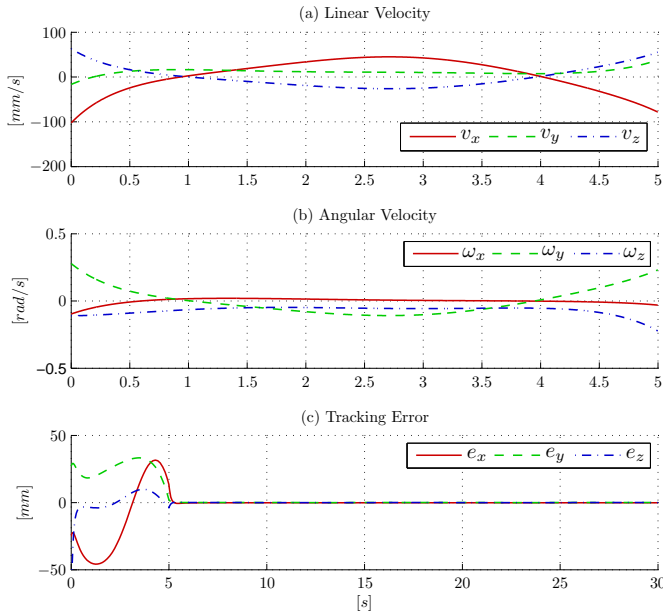 (a) Linear Velocity
100
0
−100
−200
[mm/s]
v_x v_y v_z
0 0.5 1 1.5 2 2.5 3 3.5 4 4.5 5
(b) Angular Velocity
0.5
0
−0.5
[rad/s]
ω_x ω_y ω_z
0 0.5 1 1.5 2 2.5 3 3.5 4 4.5 5
(c) Tracking Error
50
0
−50
[mm]
e_x e_y e_z
0 5 10 15 20 25 30
[s]